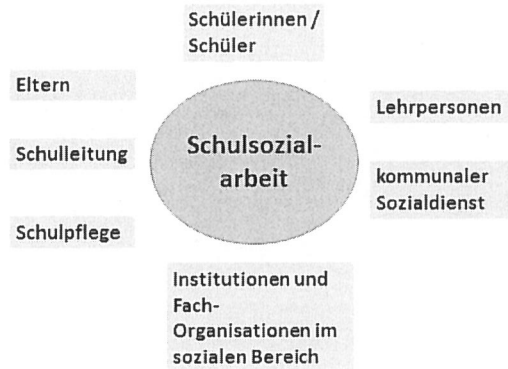 Schülerinnen /
Schüler
Eltern
Lehrpersonen
Schulsozial-
arbeit
Schulleitung
kommunaler
Sozialdienst
Schulpflege
Institutionen und
Fach-
Organisationen im
sozialen Bereich